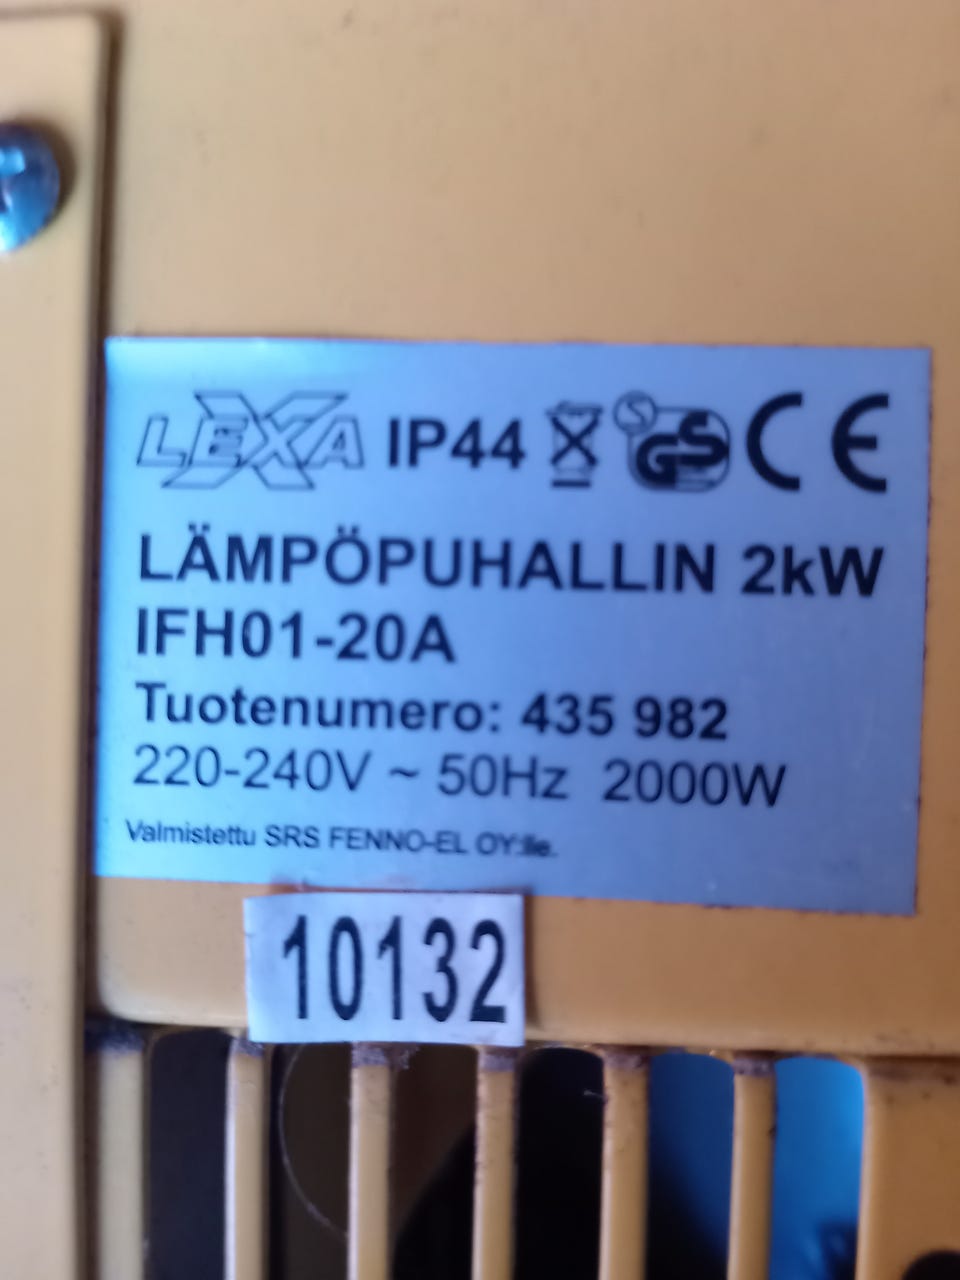 LEXA IP44 S GS CE
LÄMPÖPUHALLIN 2kW
IFH01-20A
Tuotenumero: 435 982
220-240V ~ 50Hz 2000W
Valmistettu SRS FENNO-EL OY:lle.
10132